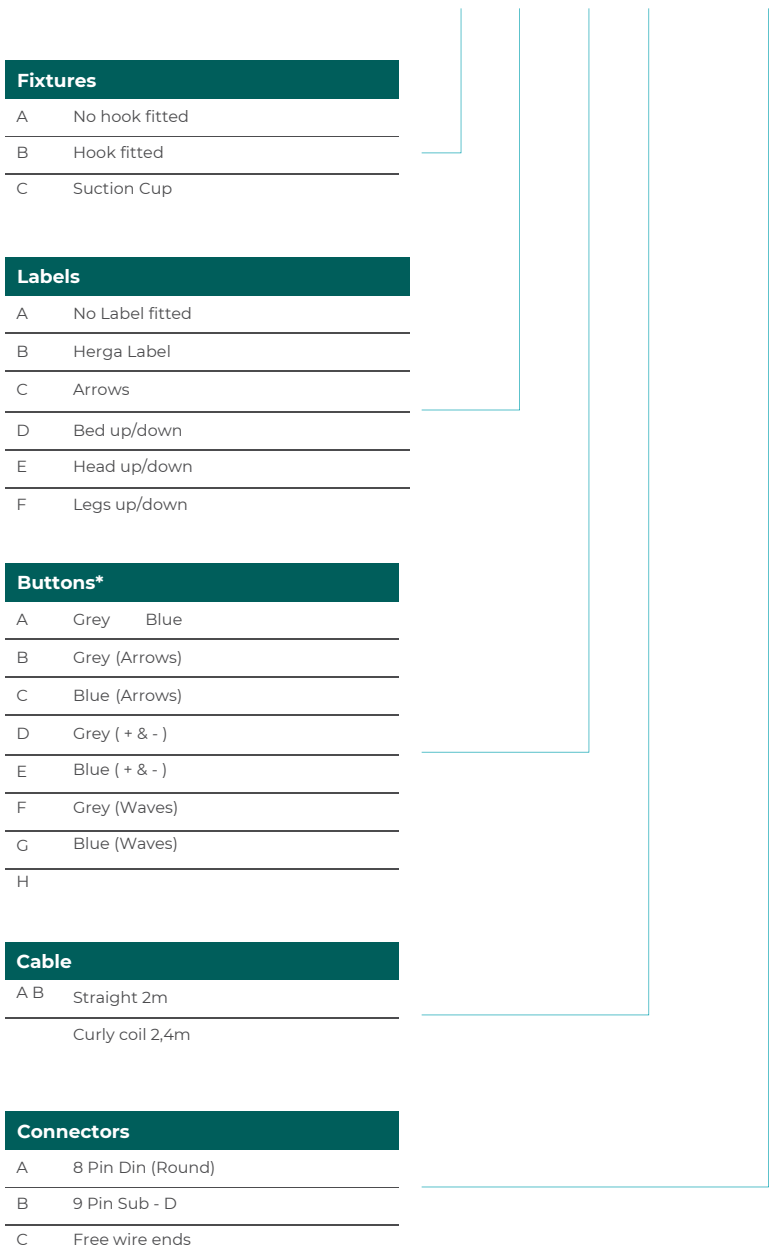 Fixtures
A No hook fitted
B Hook fitted
C Suction Cup
Labels
A No Label fitted
B Herga Label
C Arrows
D Bed up/down
E Head up/down
F Legs up/down
Buttons*
A Grey Blue
B Grey (Arrows)
C Blue (Arrows)
D Grey ( + & - )
E Blue ( + & - )
F Grey (Waves)
G Blue (Waves)
H
Cable
A B Straight 2m
Curly coil 2,4m
Connectors
A 8 Pin Din (Round)
B 9 Pin Sub - D
C Free wire ends